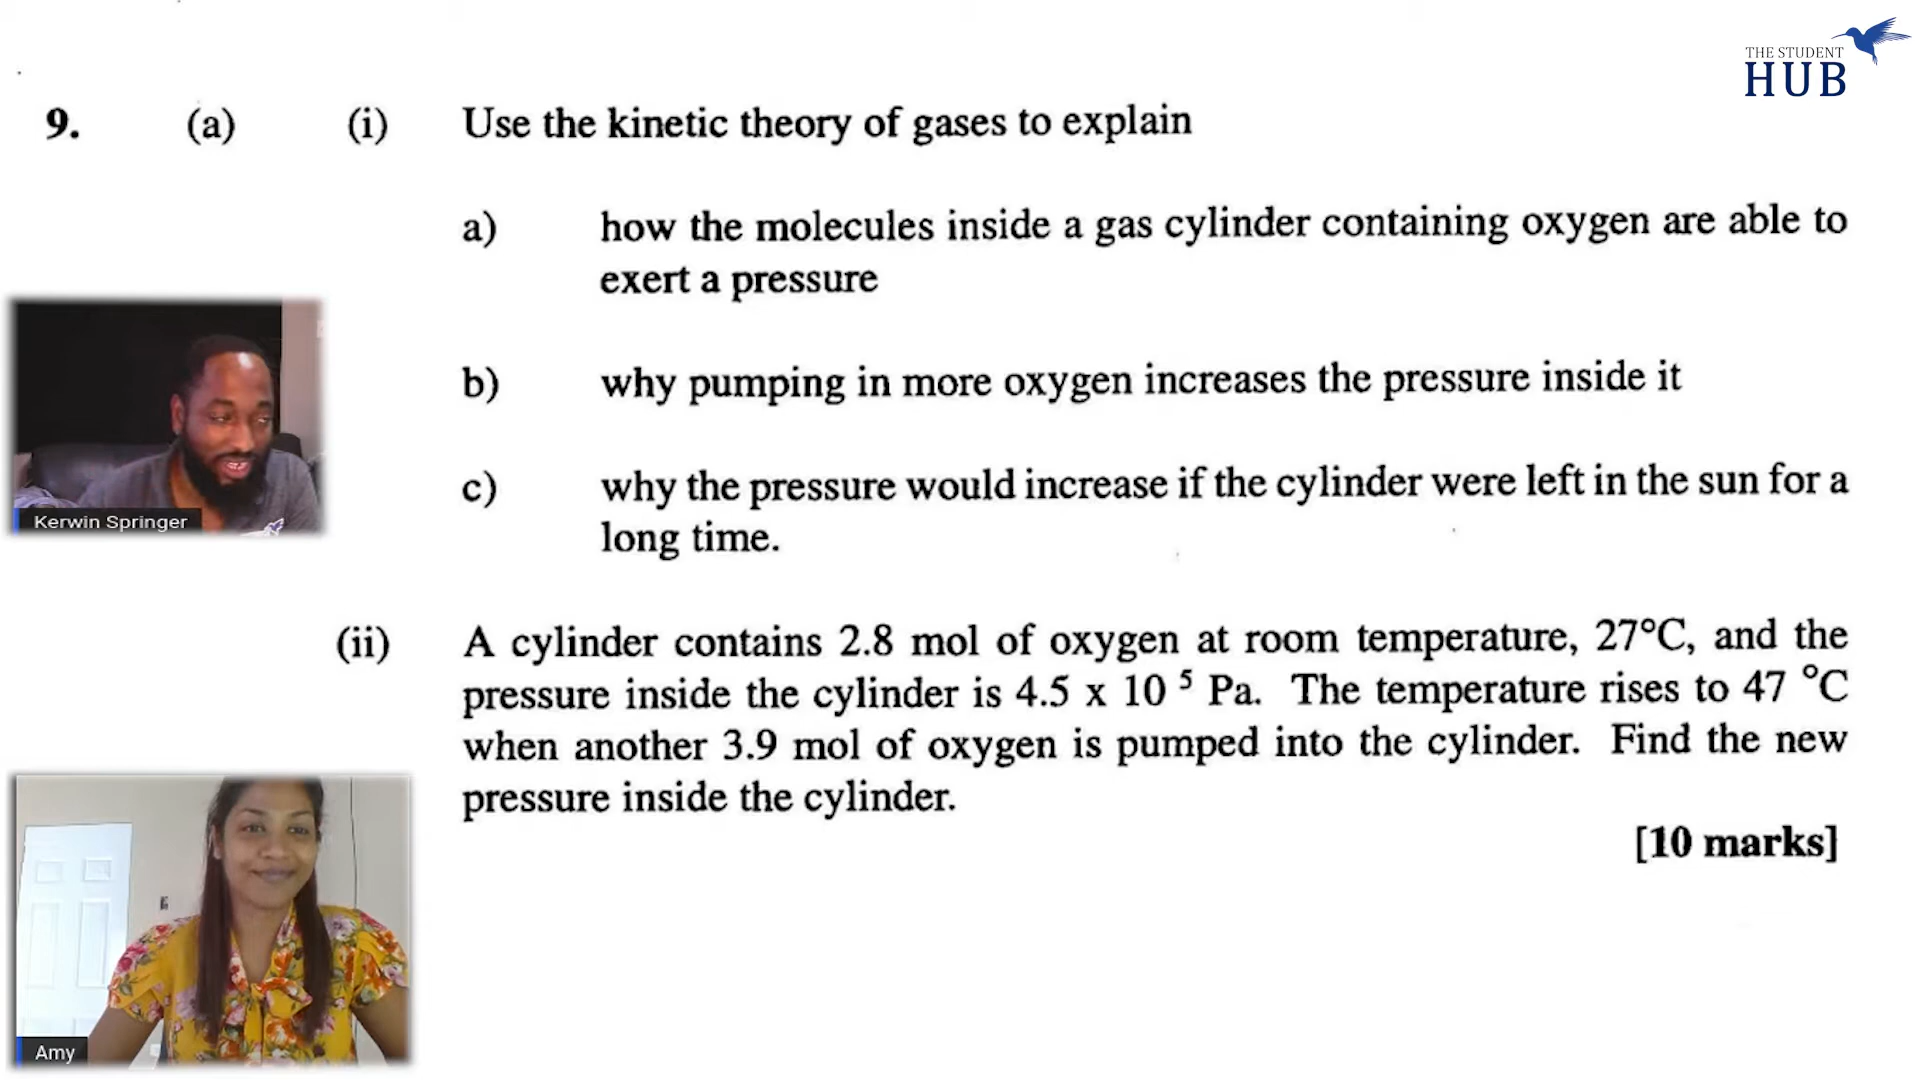 THE STUDENT
HUB
9. (a) (i) Use the kinetic theory of gases to explain
a) how the molecules inside a gas cylinder containing oxygen are able to
exert a pressure
b) why pumping in more oxygen increases the pressure inside it
c) why the pressure would increase if the cylinder were left in the sun for a
long time.
Kerwin Springer
(ii) A cylinder contains 2.8 mol of oxygen at room temperature, 27°C, and the
pressure inside the cylinder is 4.5 x 10 ⁵ Pa. The temperature rises to 47 °C
when another 3.9 mol of oxygen is pumped into the cylinder. Find the new
pressure inside the cylinder.
[10 marks]
Amy